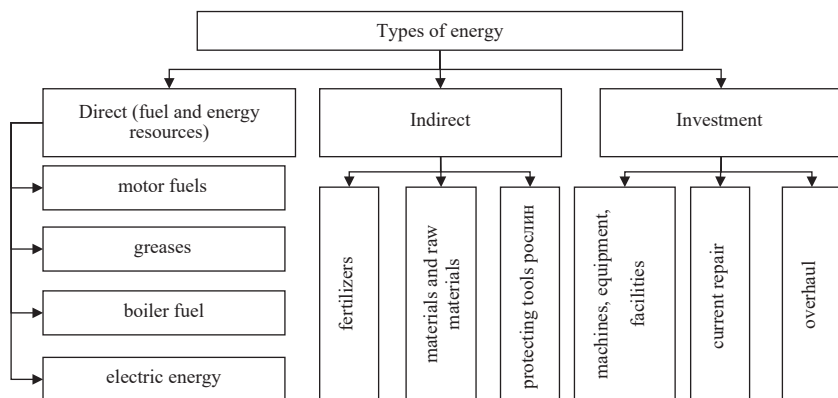 Types of energy
Direct (fuel and energy
resources)
Indirect
Investment
motor fuels
greases
boiler fuel
electric energy
fertilizers
materials and raw
materials
protecting tools рослин
machines, equipment,
facilities
current repair
overhaul